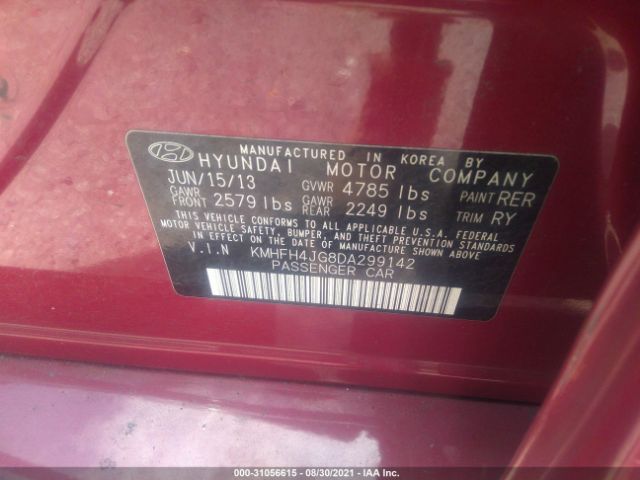 MANUFACTURED IN KOREA BY
HYUNDAI MOTOR COMPANY
JUN/15/13 GVWR 4785 lbs PAINT RER
GAWR FRONT 2579 lbs GAWR REAR 2249 lbs TRIM RY
THIS VEHICLE CONFORMS TO ALL APPLICABLE U.S.A. FEDERAL
MOTOR VEHICLE SAFETY, BUMPER, AND THEFT PREVENTION STANDARDS
IN EFFECT ON THE DATE OF MANUFACTURE SHOWN ABOVE.
V.I.N KMHFH4JG8DA299142
PASSENGER CAR
000-31056615 - 08/30/2021 - IAA Inc.